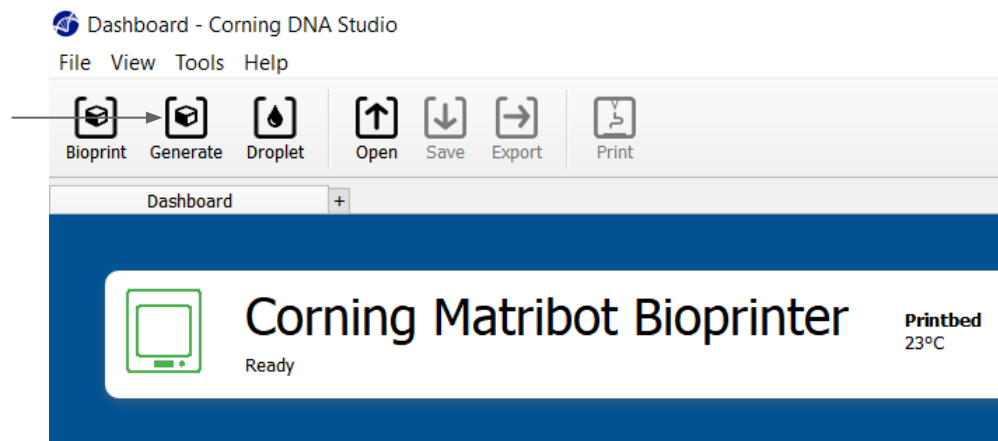 Dashboard - Corning DNA Studio
File View Tools Help
Bioprint Generate Droplet Open Save Export Print
Dashboard +
Corning Matribot Bioprinter
Ready
Printbed
23°C